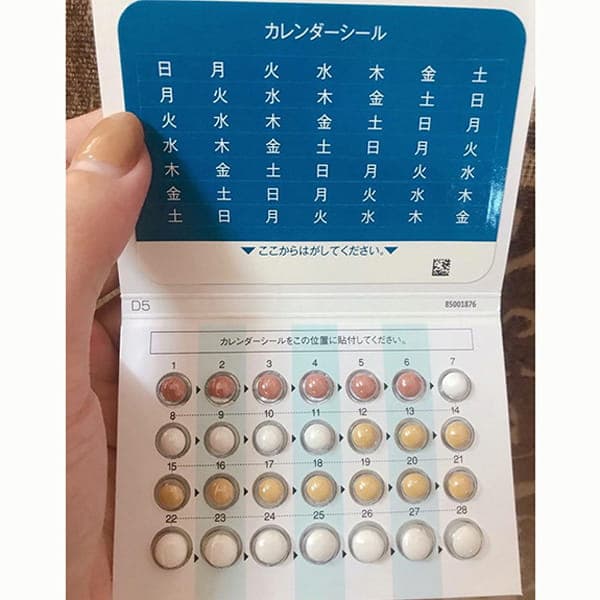 カレンダーシール
日 月 火 水 木 金 土
月 火 水 木 金 土 日
火 水 木 金 土 日 月
水 木 金 土 日 月 火
木 金 土 日 月 火 水
金 土 日 月 火 水 木
土 日 月 火 水 木 金
▼ここからはがしてください。▼
D5 85001876
カレンダーシールをこの位置に貼付してください。
1 2 3 4 5 6 7
8 9 10 11 12 13 14
15 16 17 18 19 20 21
22 23 24 25 26 27 28